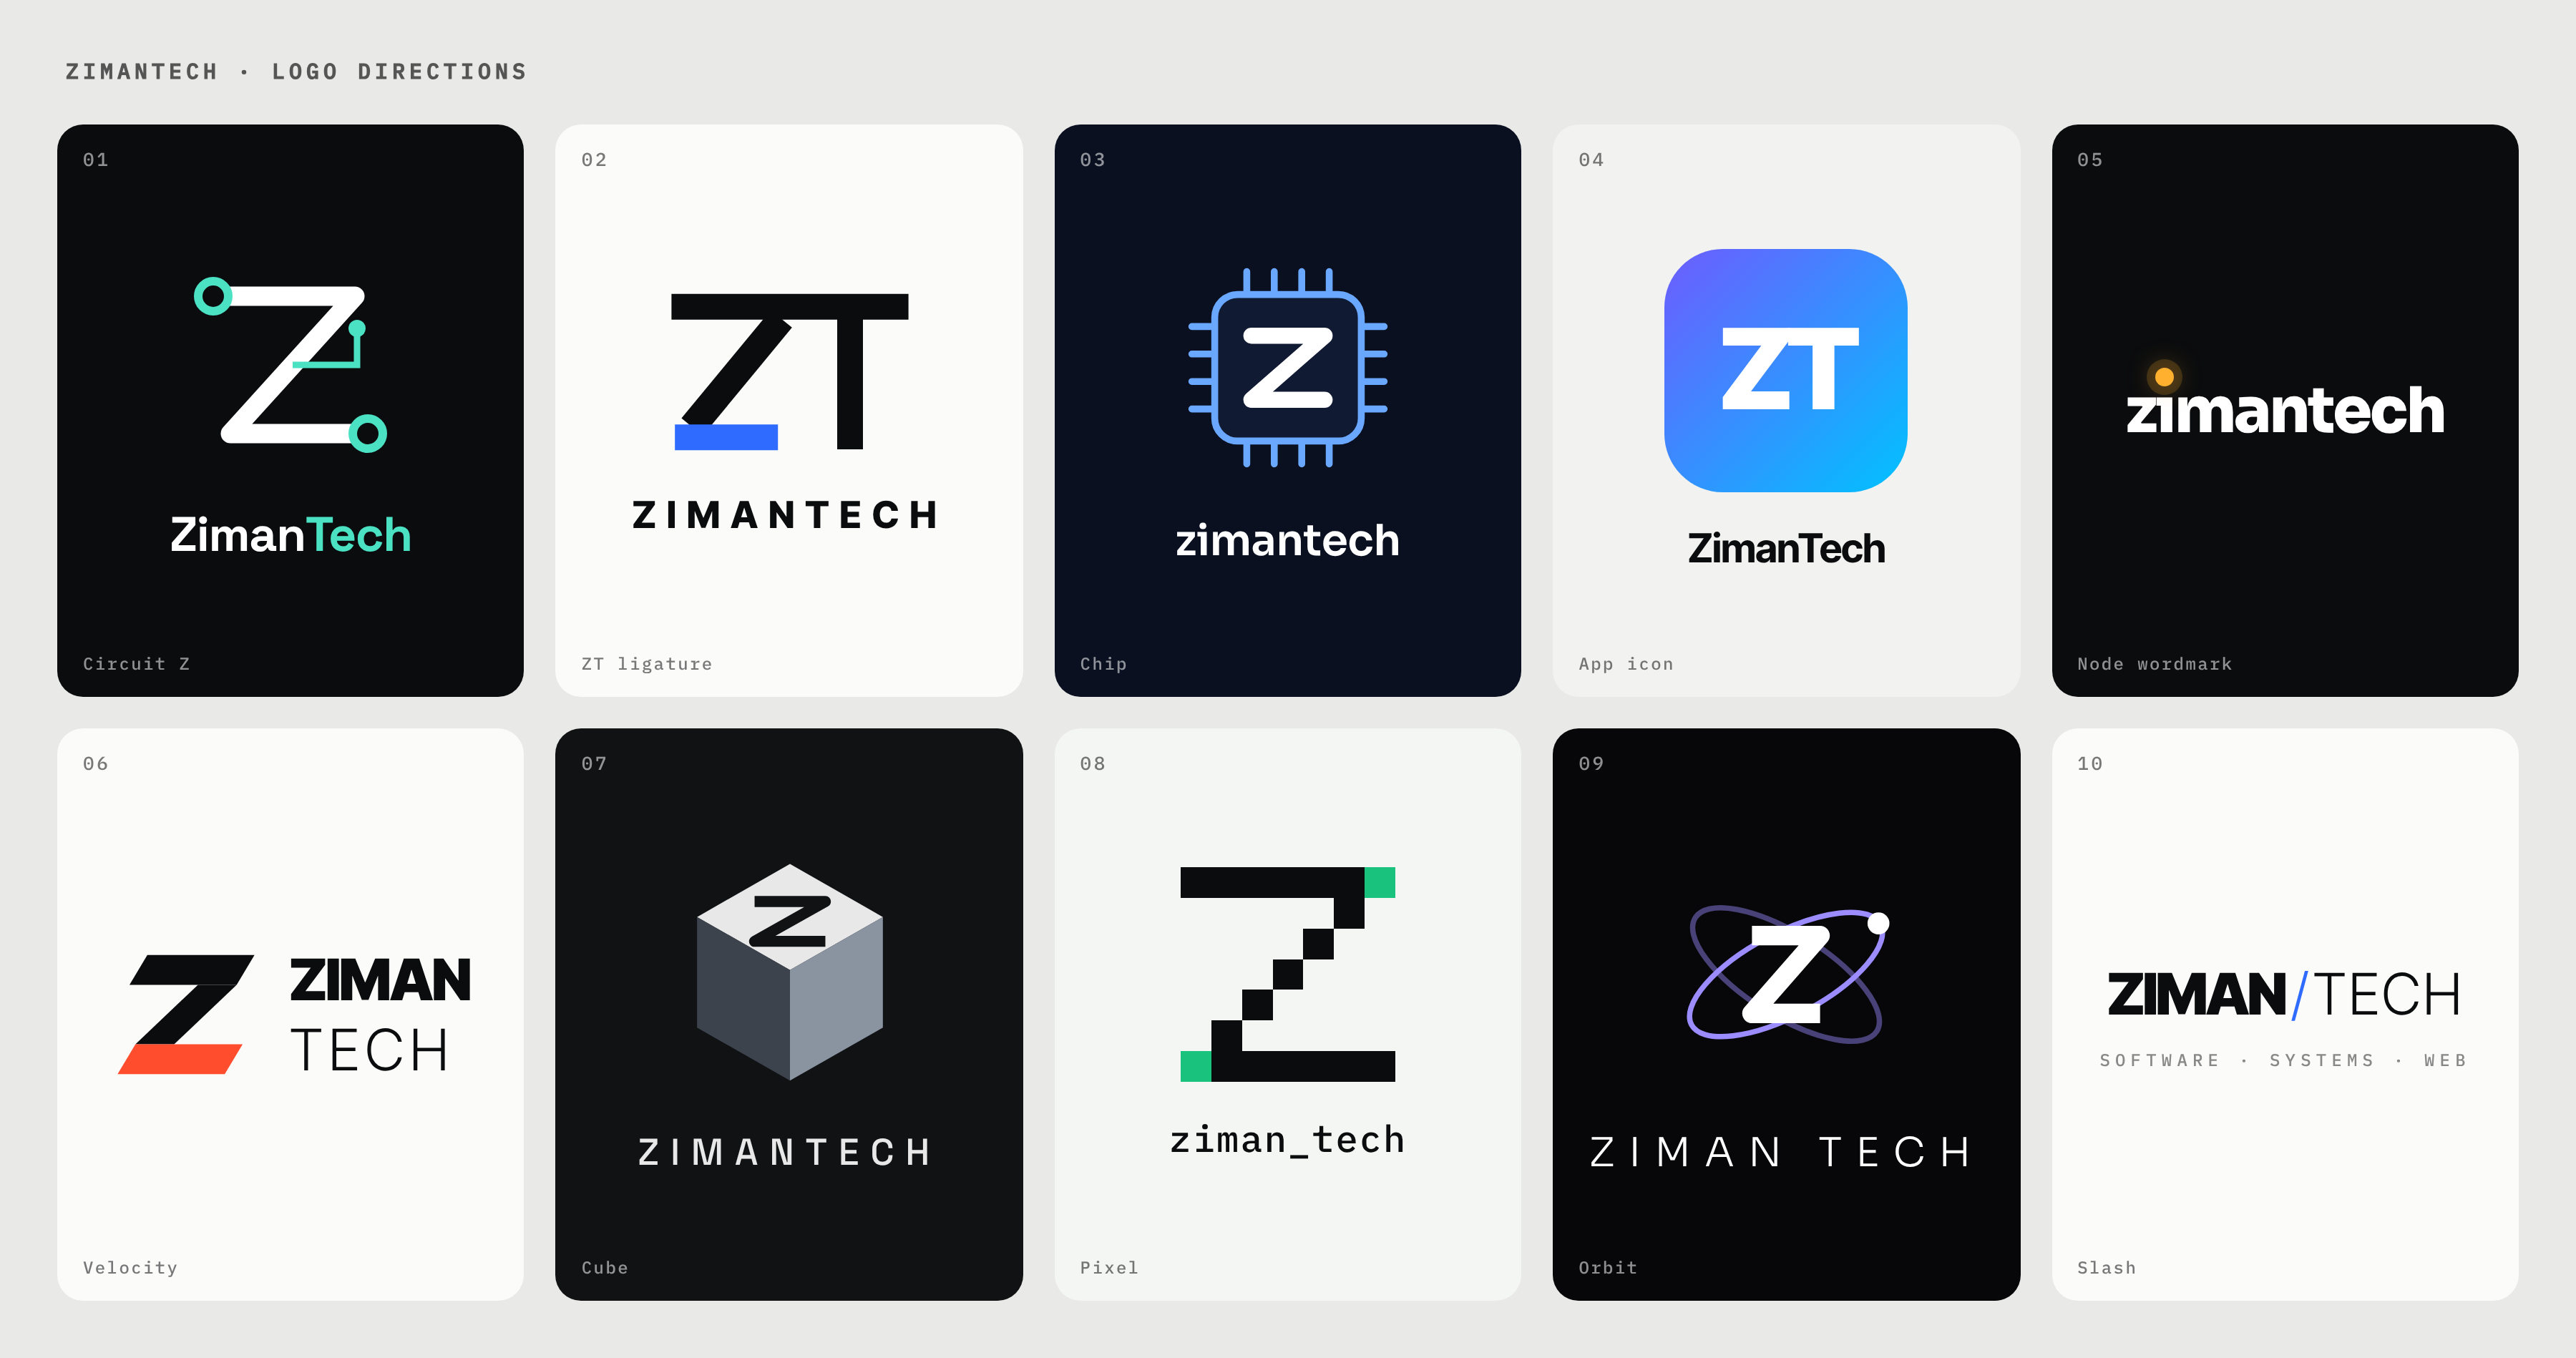 ZIMANTECH · LOGO DIRECTIONS
01
Z
ZimanTech
Circuit Z
02
ZT
ZIMANTECH
ZT ligature
03
Z
zimantech
Chip
04
ZT
ZimanTech
App icon
05
zimantech
Node wordmark
06
Z
ZIMAN
TECH
Velocity
07
Z
ZIMANTECH
Cube
08
Z
ziman_tech
Pixel
09
Z
ZIMAN TECH
Orbit
10
ZIMAN/TECH
SOFTWARE · SYSTEMS · WEB
Slash